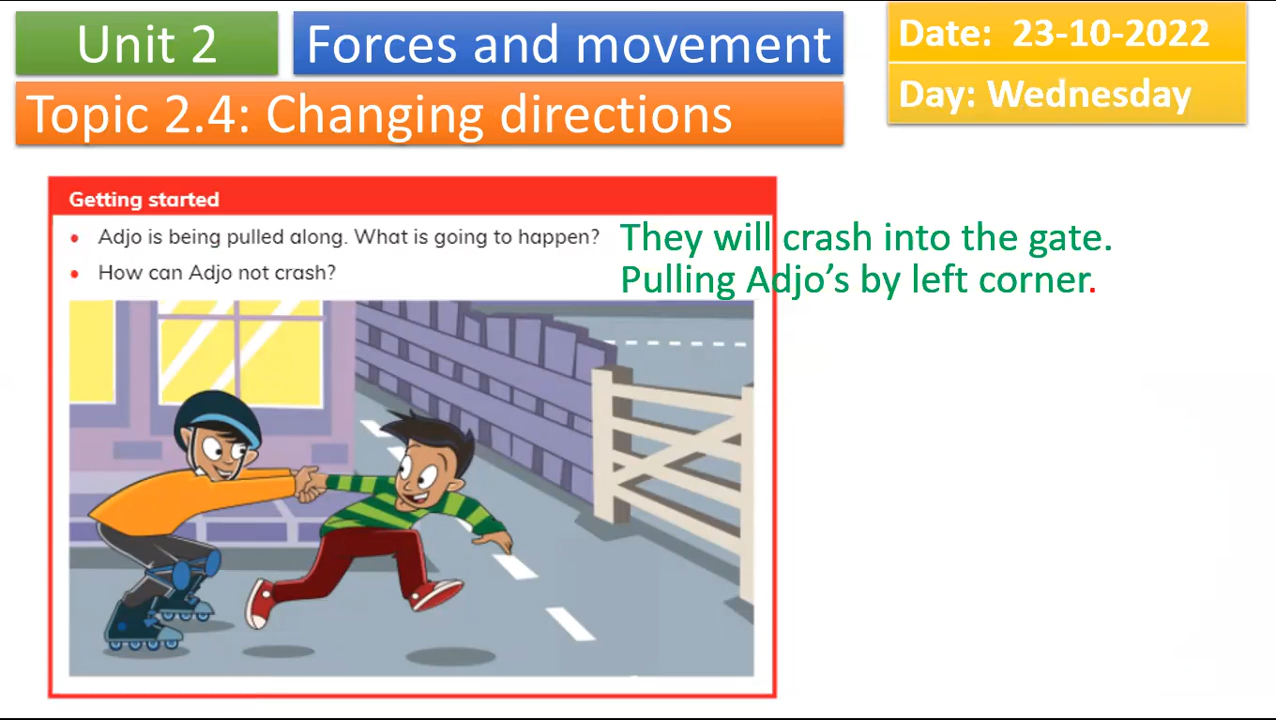 Unit 2
Forces and movement
Date: 23-10-2022
Topic 2.4: Changing directions
Day: Wednesday
Getting started
• Adjo is being pulled along. What is going to happen?
They will crash into the gate.
• How can Adjo not crash?
Pulling Adjo's by left corner.